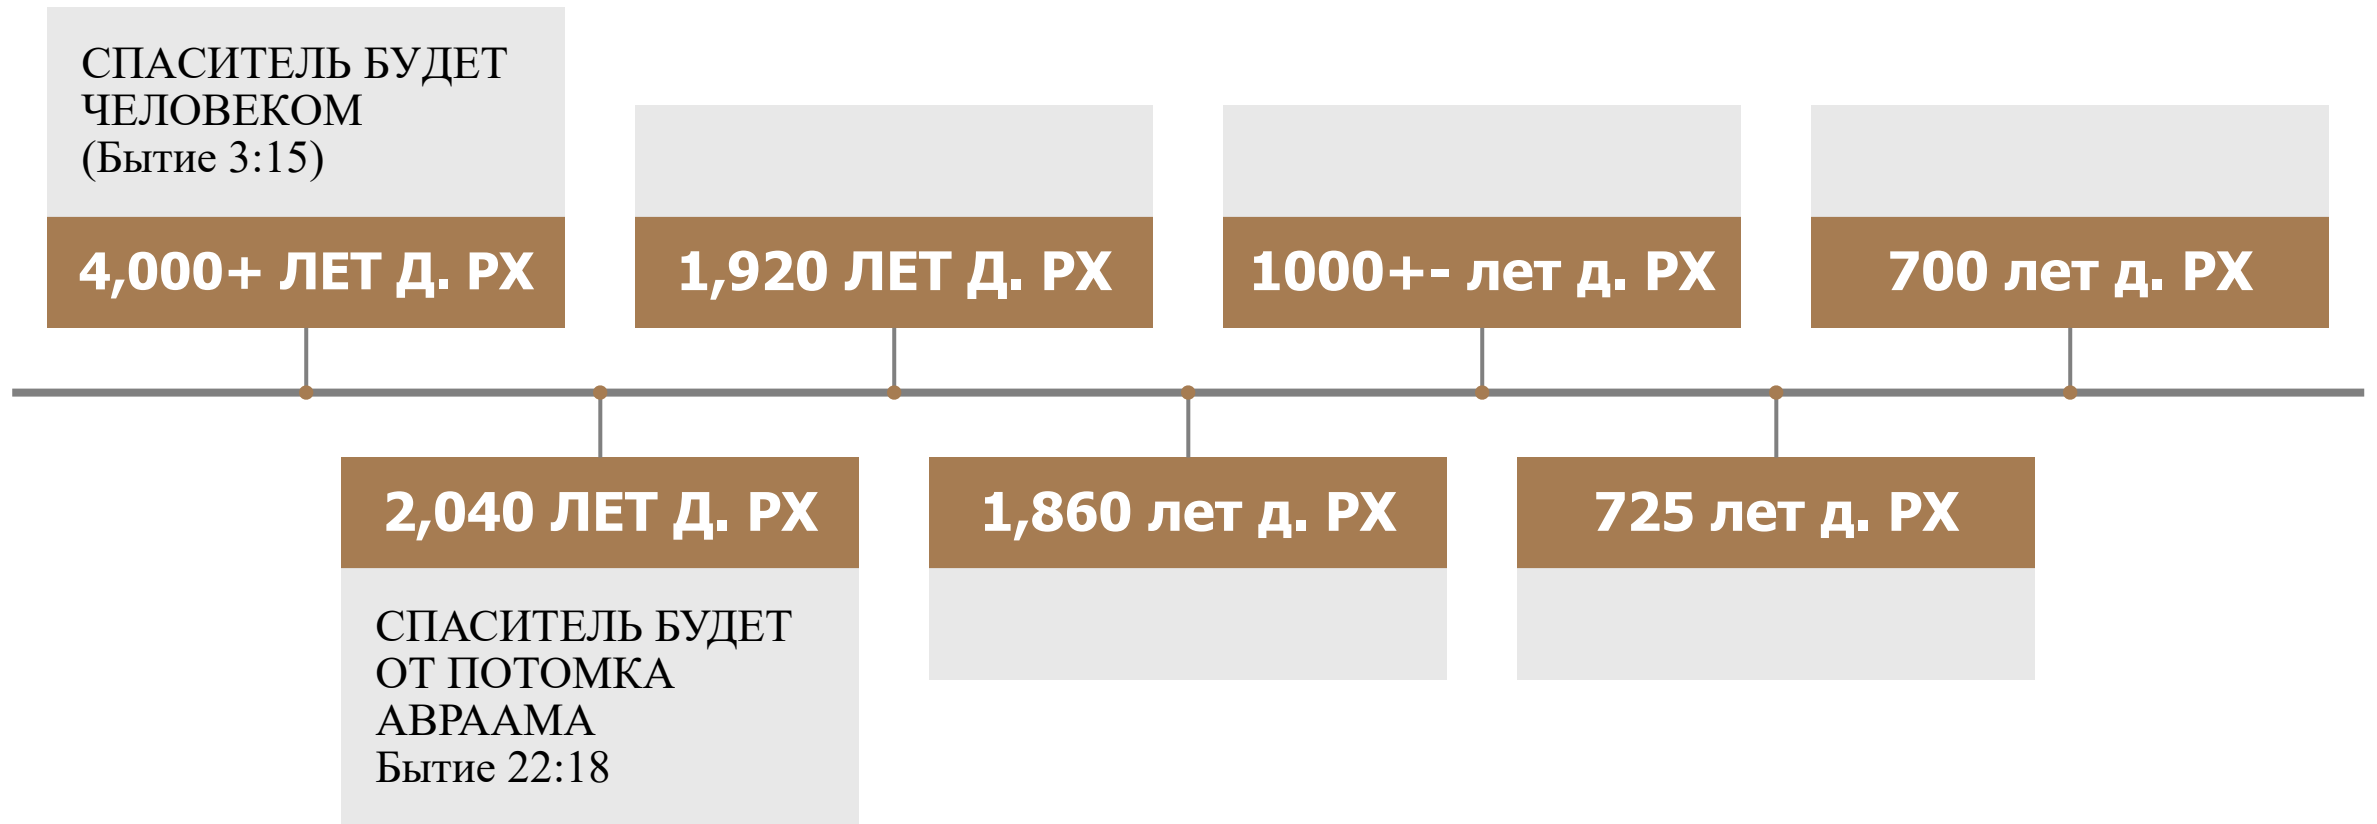 СПАСИТЕЛЬ БУДЕТ
ЧЕЛОВЕКОМ
(Бытие 3:15)
4,000+ ЛЕТ Д. РХ
1,920 ЛЕТ Д. РХ
1000+- лет д. РХ
700 лет д. РХ
2,040 ЛЕТ Д. РХ
1,860 лет д. РХ
725 лет д. РХ
СПАСИТЕЛЬ БУДЕТ
ОТ ПОТОМКА
АВРААМА
Бытие 22:18